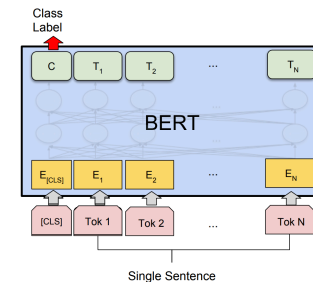 Class
Label
C T1 T2 ... TN
BERT
E[CLS] E1 E2 ... EN
[CLS] Tok 1 Tok 2 ... Tok N
Single Sentence